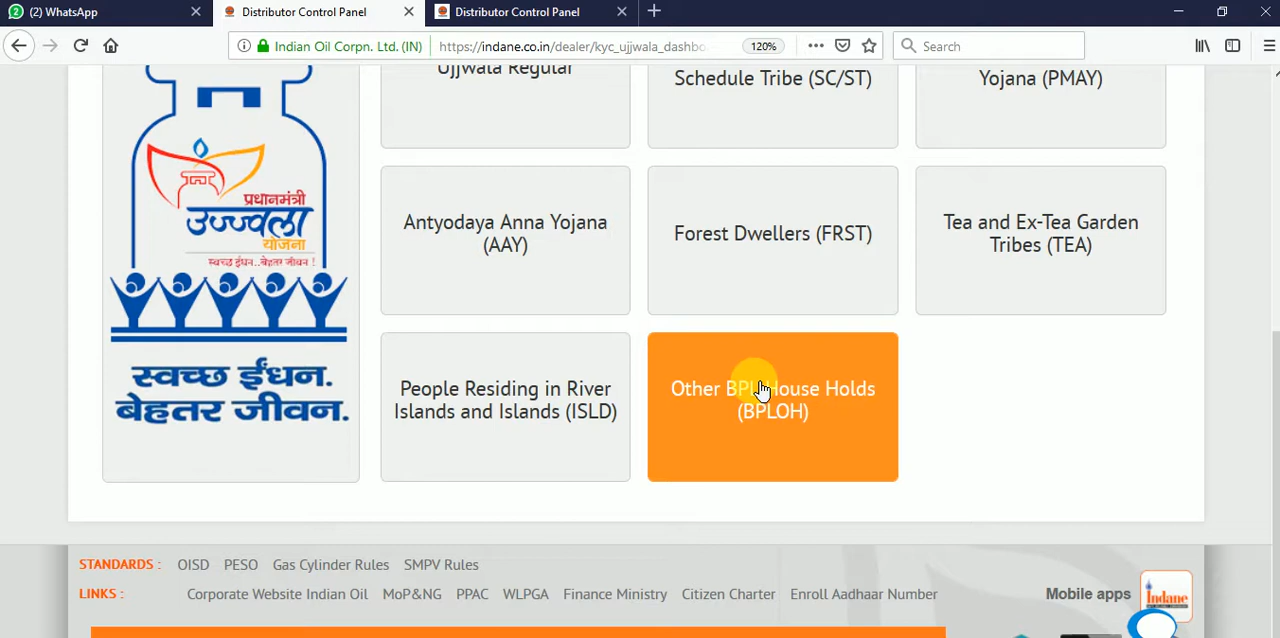 (2) WhatsApp
Distributor Control Panel
Distributor Control Panel
Indian Oil Corpn. Ltd. (IN)
https://indane.co.in/dealer/kyc_ujjwala_dashbo
120%
Search
Ujjwala Regular
Schedule Tribe (SC/ST)
Yojana (PMAY)
प्रधानमंत्री
उज्ज्वला
योजना
स्वच्छ ईंधन..बेहतर जीवन !
Antyodaya Anna Yojana
(AAY)
Forest Dwellers (FRST)
Tea and Ex-Tea Garden
Tribes (TEA)
स्वच्छ ईंधन.
बेहतर जीवन.
People Residing in River
Islands and Islands (ISLD)
Other BPL House Holds
(BPLOH)
STANDARDS : OISD PESO Gas Cylinder Rules SMPV Rules
LINKS : Corporate Website Indian Oil MoP&NG PPAC WLPGA Finance Ministry Citizen Charter Enroll Aadhaar Number
Mobile apps
Indane